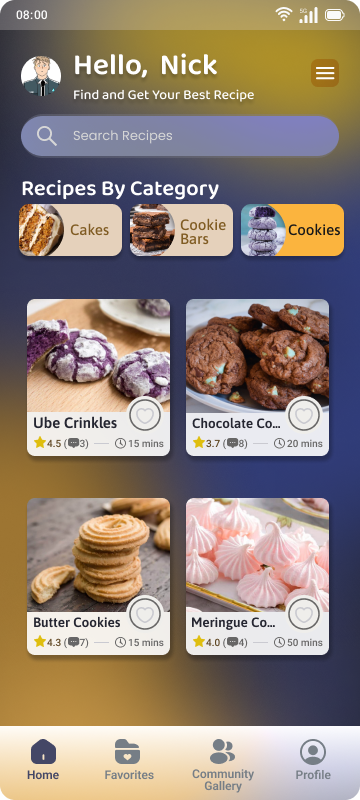 08:00
5G
Hello, Nick
Find and Get Your Best Recipe
Search Recipes
Recipes By Category
Cakes
Cookie
Bars
Cookies
Ube Crinkles
4.5 (3) 15 mins
Chocolate Co...
3.7 (8) 20 mins
Butter Cookies
4.3 (7) 15 mins
Meringue Co...
4.0 (4) 50 mins
Home
Favorites
Community
Gallery
Profile